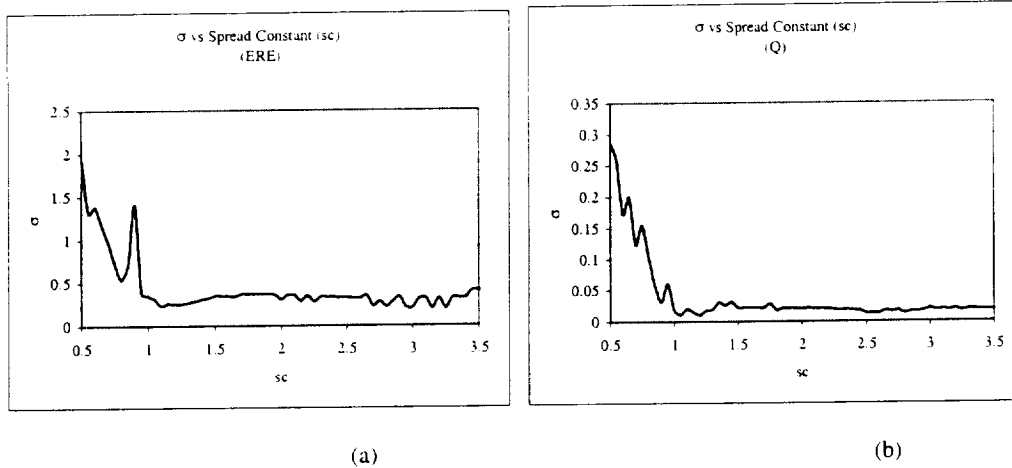 σ vs Spread Constant (sc)
(ERE)
2.5
2
1.5
1
0.5
0
σ
0.5 1 1.5 2 2.5 3 3.5
sc
(a)
σ vs Spread Constant (sc)
(Q)
0.35
0.3
0.25
0.2
0.15
0.1
0.05
0
σ
0.5 1 1.5 2 2.5 3 3.5
sc
(b)